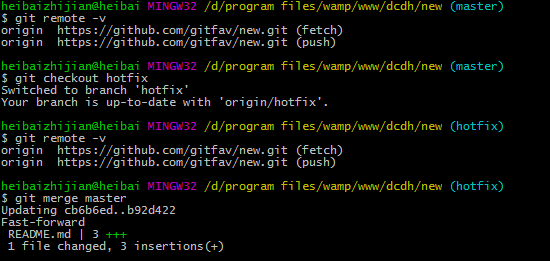 heibaizhijian@heibai MINGW32 /d/program files/wamp/www/dcdh/new (master)
$ git remote -v
origin  https://github.com/gitfav/new.git (fetch)
origin  https://github.com/gitfav/new.git (push)

heibaizhijian@heibai MINGW32 /d/program files/wamp/www/dcdh/new (master)
$ git checkout hotfix
Switched to branch 'hotfix'
Your branch is up-to-date with 'origin/hotfix'.

heibaizhijian@heibai MINGW32 /d/program files/wamp/www/dcdh/new (hotfix)
$ git remote -v
origin  https://github.com/gitfav/new.git (fetch)
origin  https://github.com/gitfav/new.git (push)

heibaizhijian@heibai MINGW32 /d/program files/wamp/www/dcdh/new (hotfix)
$ git merge master
Updating cb6b6ed..b92d422
Fast-forward
 README.md | 3 +++
 1 file changed, 3 insertions(+)